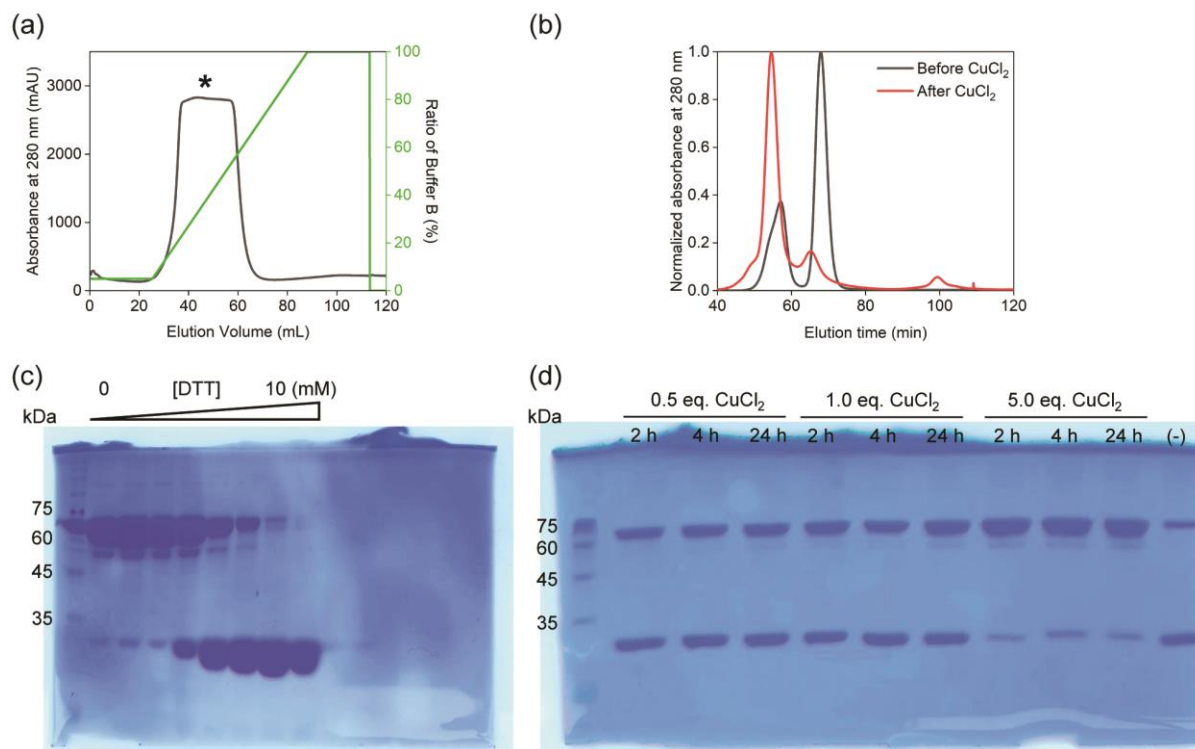 (a)
Absorbance at 280 nm (mAU)
3000
2000
1000
0
*
100
80
60
40
20
0
Ratio of Buffer B (%)
0 20 40 60 80 100 120
Elution Volume (mL)
(b)
Normalized absorbance at 280 nm
1.0
0.8
0.6
0.4
0.2
0.0
Before CuCl₂
After CuCl₂
40 60 80 100 120
Elution time (min)
(c)
0 [DTT] 10 (mM)
kDa
75
60
45
35
(d)
0.5 eq. CuCl₂ 1.0 eq. CuCl₂ 5.0 eq. CuCl₂
kDa 2 h 4 h 24 h 2 h 4 h 24 h 2 h 4 h 24 h (-)
75
60
45
35